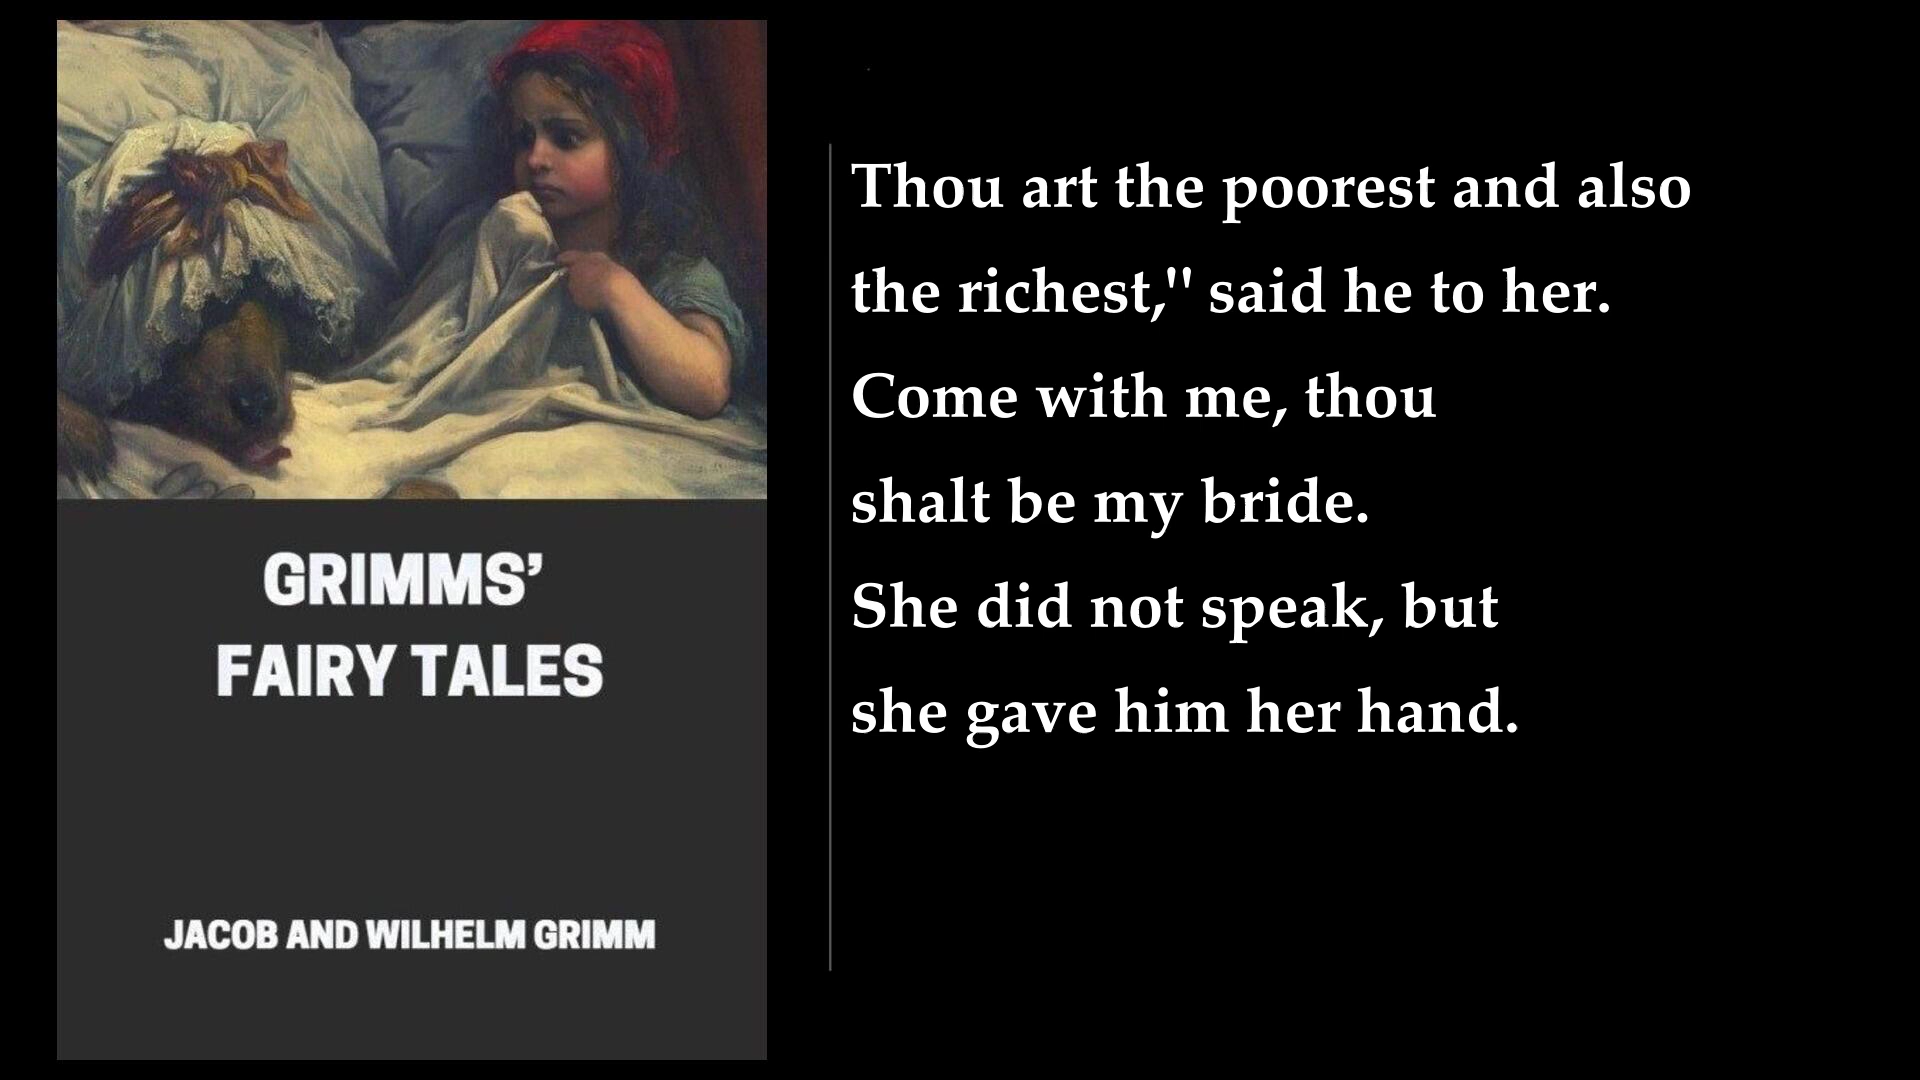 GRIMMS’
FAIRY TALES
JACOB AND WILHELM GRIMM
Thou art the poorest and also
the richest," said he to her.
Come with me, thou
shalt be my bride.
She did not speak, but
she gave him her hand.